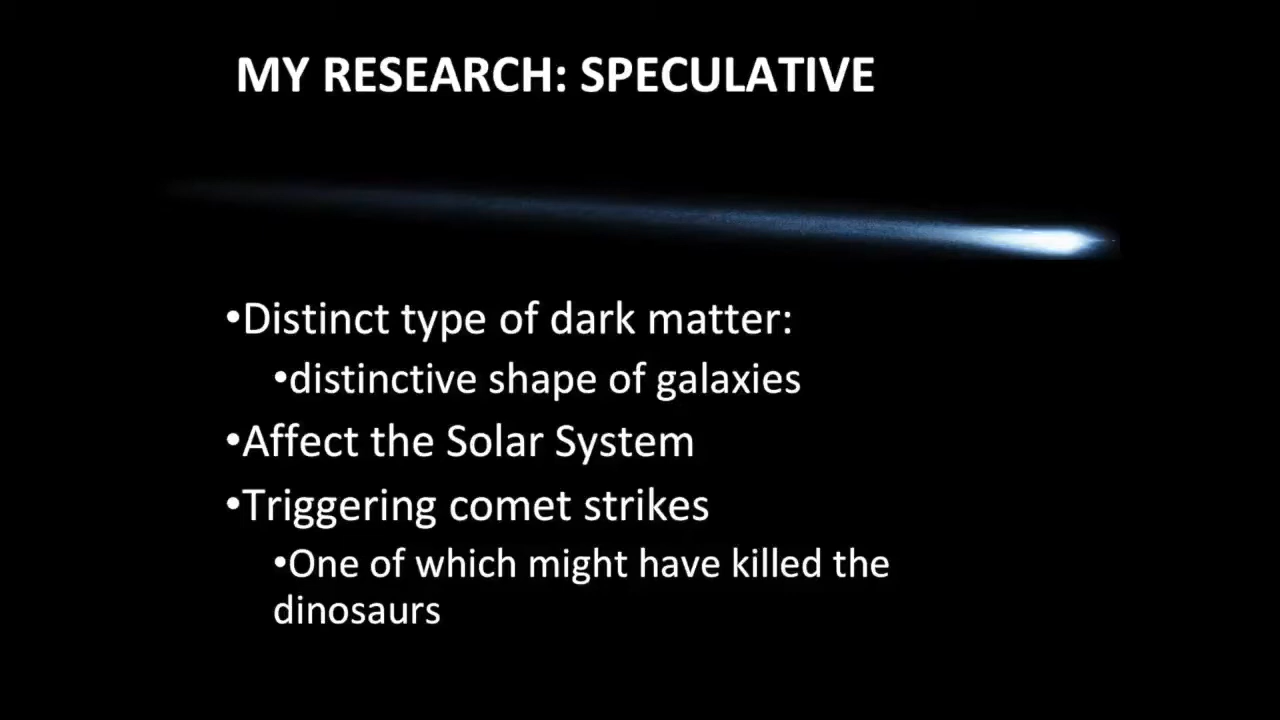 MY RESEARCH: SPECULATIVE
•Distinct type of dark matter:
•distinctive shape of galaxies
•Affect the Solar System
•Triggering comet strikes
•One of which might have killed the
dinosaurs